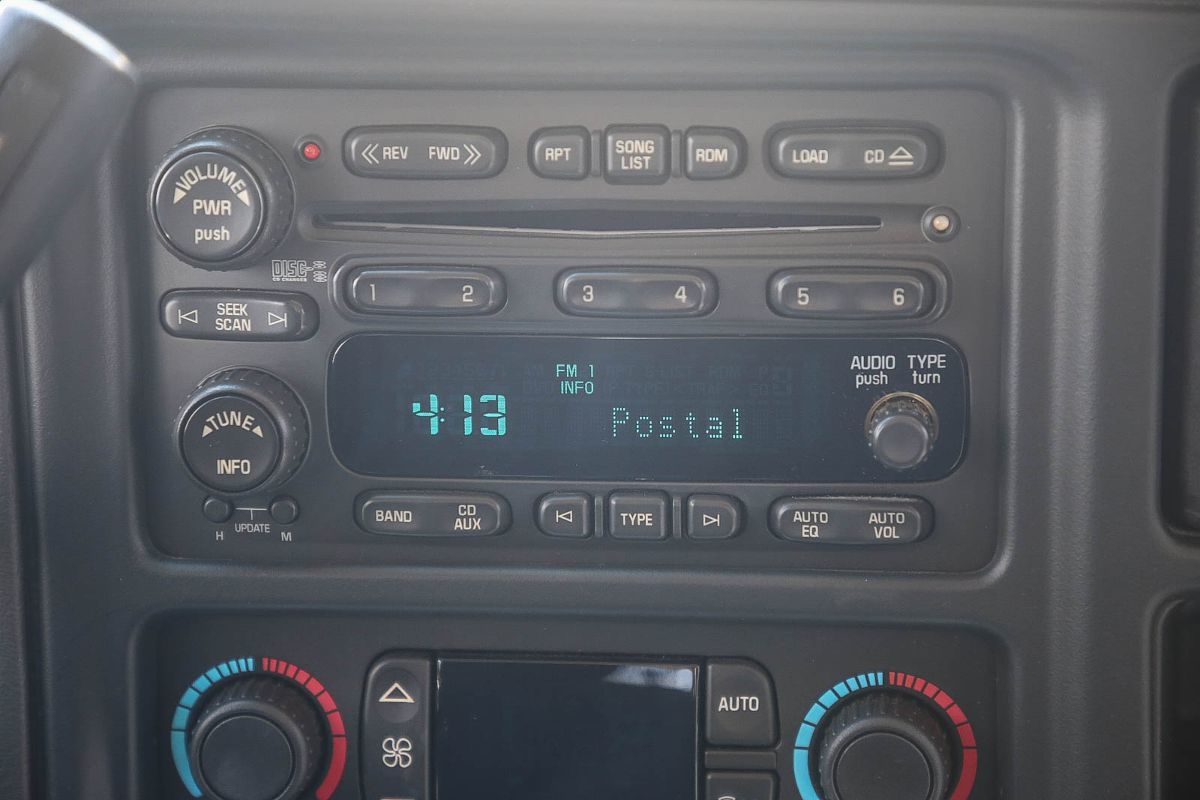 REV FWD
RPT
SONG
LIST
RDM
LOAD CD
VOLUME
PWR
push
DISC
CD CHANGER
1 2
3 4
5 6
SEEK
SCAN
FM 1
INFO
4:13
Postal
AUDIO TYPE
push turn
TUNE
INFO
UPDATE
H M
BAND
CD
AUX
TYPE
AUTO
EQ
AUTO
VOL
AUTO